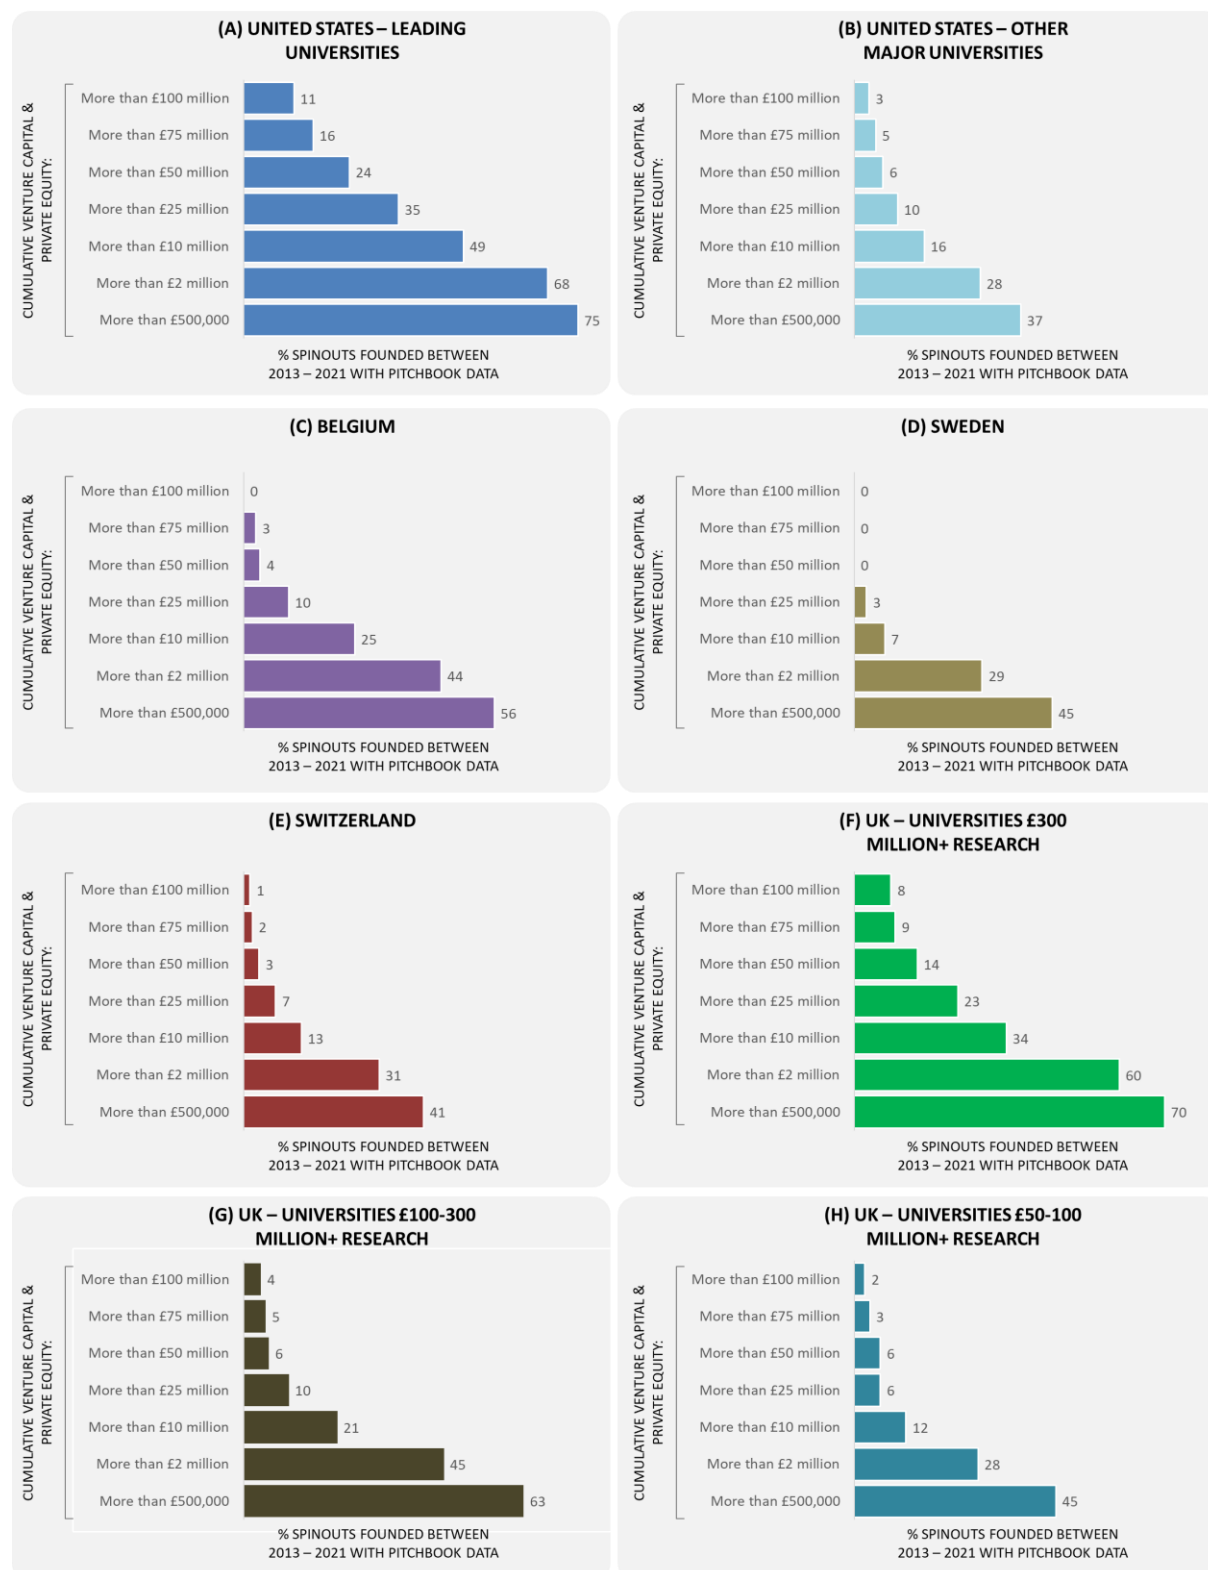 (A) UNITED STATES – LEADING
UNIVERSITIES
CUMULATIVE VENTURE CAPITAL &
PRIVATE EQUITY:
More than £100 million 11
More than £75 million 16
More than £50 million 24
More than £25 million 35
More than £10 million 49
More than £2 million 68
More than £500,000 75
% SPINOUTS FOUNDED BETWEEN
2013 – 2021 WITH PITCHBOOK DATA
(B) UNITED STATES – OTHER
MAJOR UNIVERSITIES
CUMULATIVE VENTURE CAPITAL &
PRIVATE EQUITY:
More than £100 million 3
More than £75 million 5
More than £50 million 6
More than £25 million 10
More than £10 million 16
More than £2 million 28
More than £500,000 37
% SPINOUTS FOUNDED BETWEEN
2013 – 2021 WITH PITCHBOOK DATA
(C) BELGIUM
CUMULATIVE VENTURE CAPITAL &
PRIVATE EQUITY:
More than £100 million 0
More than £75 million 3
More than £50 million 4
More than £25 million 10
More than £10 million 25
More than £2 million 44
More than £500,000 56
% SPINOUTS FOUNDED BETWEEN
2013 – 2021 WITH PITCHBOOK DATA
(D) SWEDEN
CUMULATIVE VENTURE CAPITAL &
PRIVATE EQUITY:
More than £100 million 0
More than £75 million 0
More than £50 million 0
More than £25 million 3
More than £10 million 7
More than £2 million 29
More than £500,000 45
% SPINOUTS FOUNDED BETWEEN
2013 – 2021 WITH PITCHBOOK DATA
(E) SWITZERLAND
CUMULATIVE VENTURE CAPITAL &
PRIVATE EQUITY:
More than £100 million 1
More than £75 million 2
More than £50 million 3
More than £25 million 7
More than £10 million 13
More than £2 million 31
More than £500,000 41
% SPINOUTS FOUNDED BETWEEN
2013 – 2021 WITH PITCHBOOK DATA
(F) UK – UNIVERSITIES £300
MILLION+ RESEARCH
CUMULATIVE VENTURE CAPITAL &
PRIVATE EQUITY:
More than £100 million 8
More than £75 million 9
More than £50 million 14
More than £25 million 23
More than £10 million 34
More than £2 million 60
More than £500,000 70
% SPINOUTS FOUNDED BETWEEN
2013 – 2021 WITH PITCHBOOK DATA
(G) UK – UNIVERSITIES £100-300
MILLION+ RESEARCH
CUMULATIVE VENTURE CAPITAL &
PRIVATE EQUITY:
More than £100 million 4
More than £75 million 5
More than £50 million 6
More than £25 million 10
More than £10 million 21
More than £2 million 45
More than £500,000 63
% SPINOUTS FOUNDED BETWEEN
2013 – 2021 WITH PITCHBOOK DATA
(H) UK – UNIVERSITIES £50-100
MILLION+ RESEARCH
CUMULATIVE VENTURE CAPITAL &
PRIVATE EQUITY:
More than £100 million 2
More than £75 million 3
More than £50 million 6
More than £25 million 6
More than £10 million 12
More than £2 million 28
More than £500,000 45
% SPINOUTS FOUNDED BETWEEN
2013 – 2021 WITH PITCHBOOK DATA